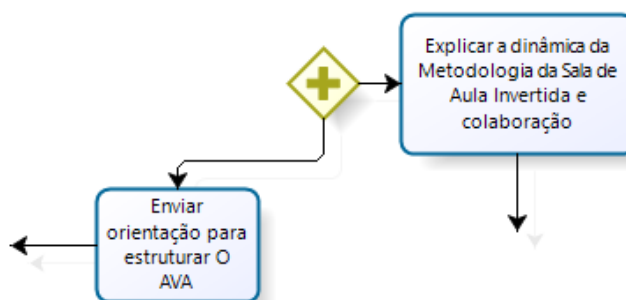 Explicar a dinâmica da
Metodologia da Sala de
Aula Invertida e
colaboração
Enviar
orientação para
estruturar O
AVA